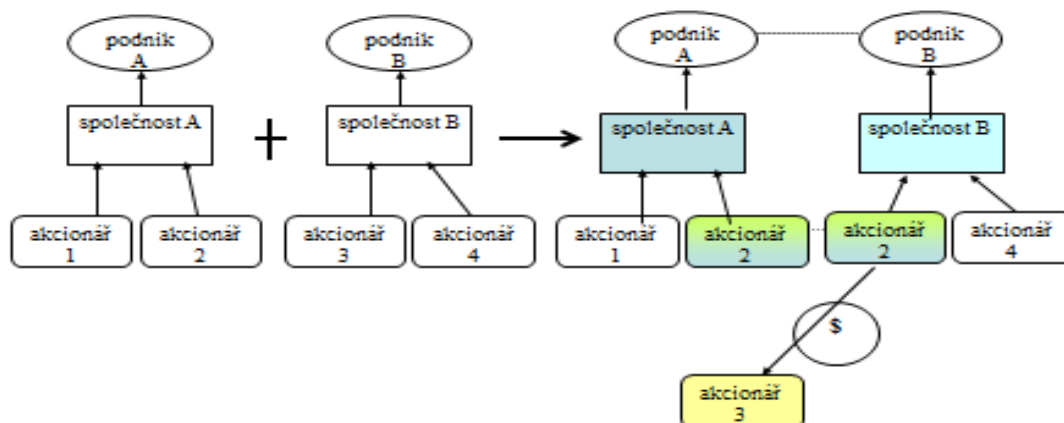 podnik
A
podnik
B
podnik
A
podnik
B
společnost A
+
společnost B
společnost A
společnost B
akcionář
1
akcionář
2
akcionář
3
akcionář
4
akcionář
1
akcionář
2
akcionář
2
akcionář
4
$
akcionář
3